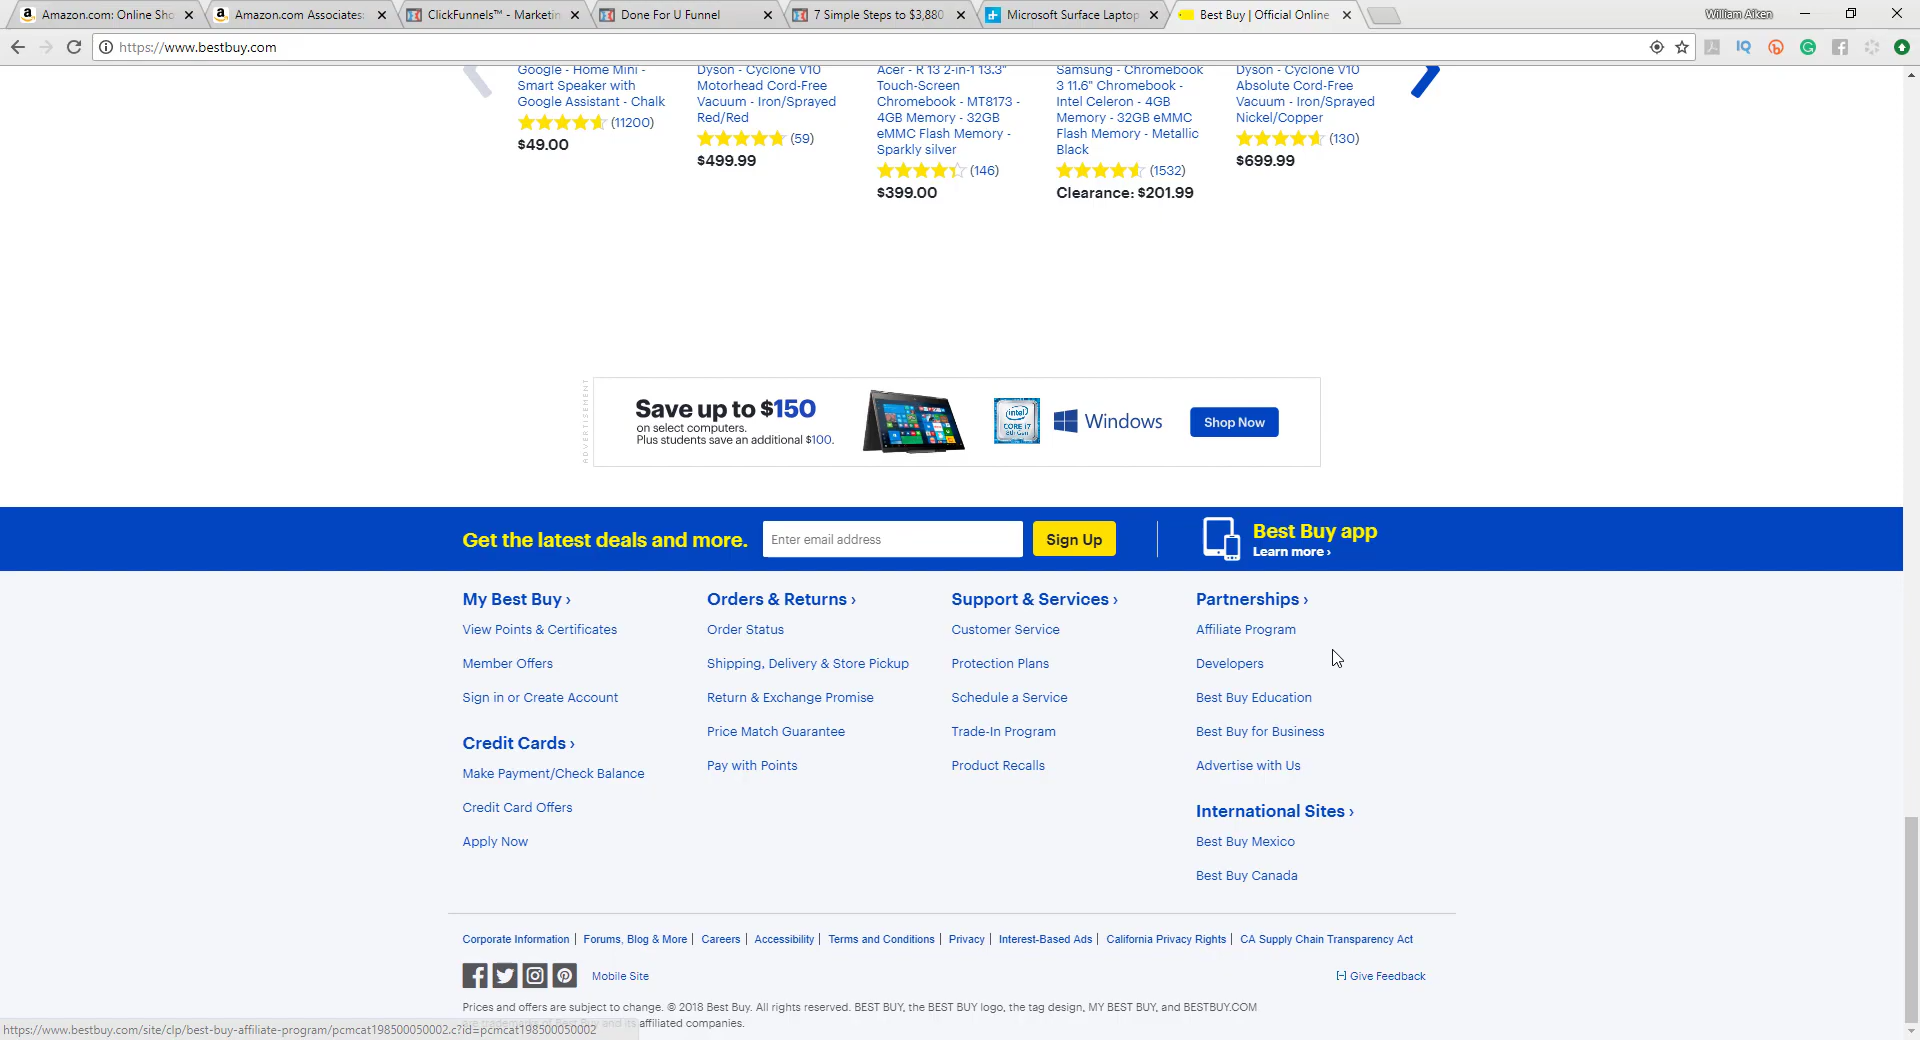 Amazon.com: Online Sho
Amazon.com Associates:
ClickFunnels™ - Marketin
Done For U Funnel
7 Simple Steps to $3,880
Microsoft Surface Laptop
Best Buy | Official Online
William Aiken
https://www.bestbuy.com
Google - Home Mini -
Smart Speaker with
Google Assistant - Chalk
(11200)
$49.00
Dyson - Cyclone V10
Motorhead Cord-Free
Vacuum - Iron/Sprayed
Red/Red
(59)
$499.99
Acer - R 13 2-in-1 13.3"
Touch-Screen
Chromebook - MT8173 -
4GB Memory - 32GB
eMMC Flash Memory -
Sparkly silver
(146)
$399.00
Samsung - Chromebook
3 11.6" Chromebook -
Intel Celeron - 4GB
Memory - 32GB eMMC
Flash Memory - Metallic
Black
(1532)
Clearance: $201.99
Dyson - Cyclone V10
Absolute Cord-Free
Vacuum - Iron/Sprayed
Nickel/Copper
(130)
$699.99
ADVERTISEMENT
Save up to $150
on select computers.
Plus students save an additional $100.
intel
CORE i7
8th Gen
Windows
Shop Now
Get the latest deals and more.
Enter email address
Sign Up
Best Buy app
Learn more ›
My Best Buy ›
View Points & Certificates
Member Offers
Sign in or Create Account
Credit Cards ›
Make Payment/Check Balance
Credit Card Offers
Apply Now
Orders & Returns ›
Order Status
Shipping, Delivery & Store Pickup
Return & Exchange Promise
Price Match Guarantee
Pay with Points
Support & Services ›
Customer Service
Protection Plans
Schedule a Service
Trade-In Program
Product Recalls
Partnerships ›
Affiliate Program
Developers
Best Buy Education
Best Buy for Business
Advertise with Us
International Sites ›
Best Buy Mexico
Best Buy Canada
Corporate Information | Forums, Blog & More | Careers | Accessibility | Terms and Conditions | Privacy | Interest-Based Ads | California Privacy Rights | CA Supply Chain Transparency Act
Mobile Site
[-] Give Feedback
Prices and offers are subject to change. © 2018 Best Buy. All rights reserved. BEST BUY, the BEST BUY logo, the tag design, MY BEST BUY, and BESTBUY.COM
are trademarks of Best Buy and its affiliated companies.
https://www.bestbuy.com/site/clp/best-buy-affiliate-program/pcmcat198500050002.c?id=pcmcat198500050002